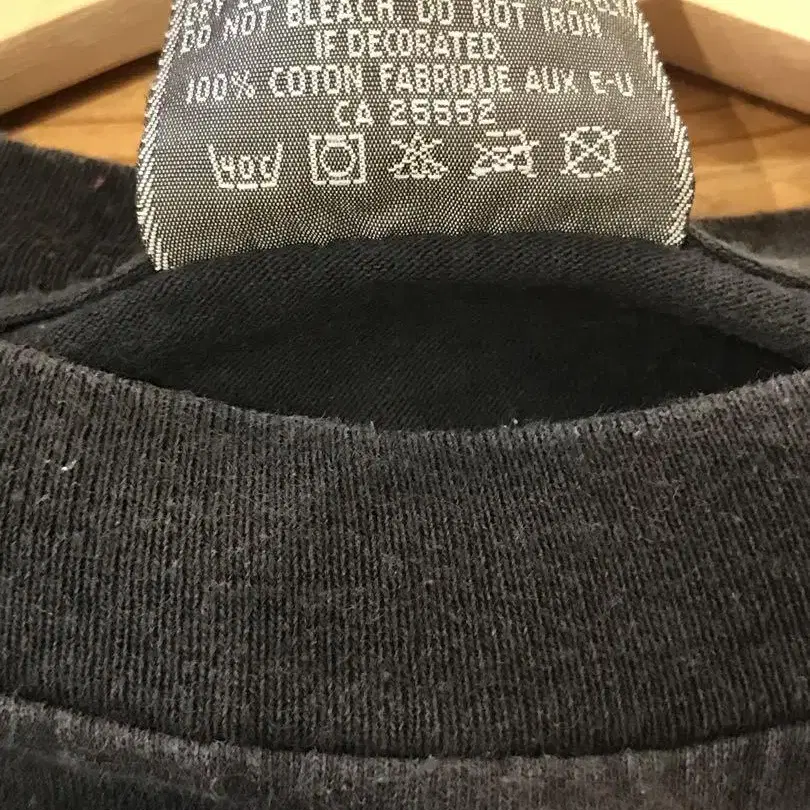 DO NOT BLEACH. DO NOT IRON
IF DECORATED.
100% COTON FABRIQUE AUX E-U
CA 25552
40C